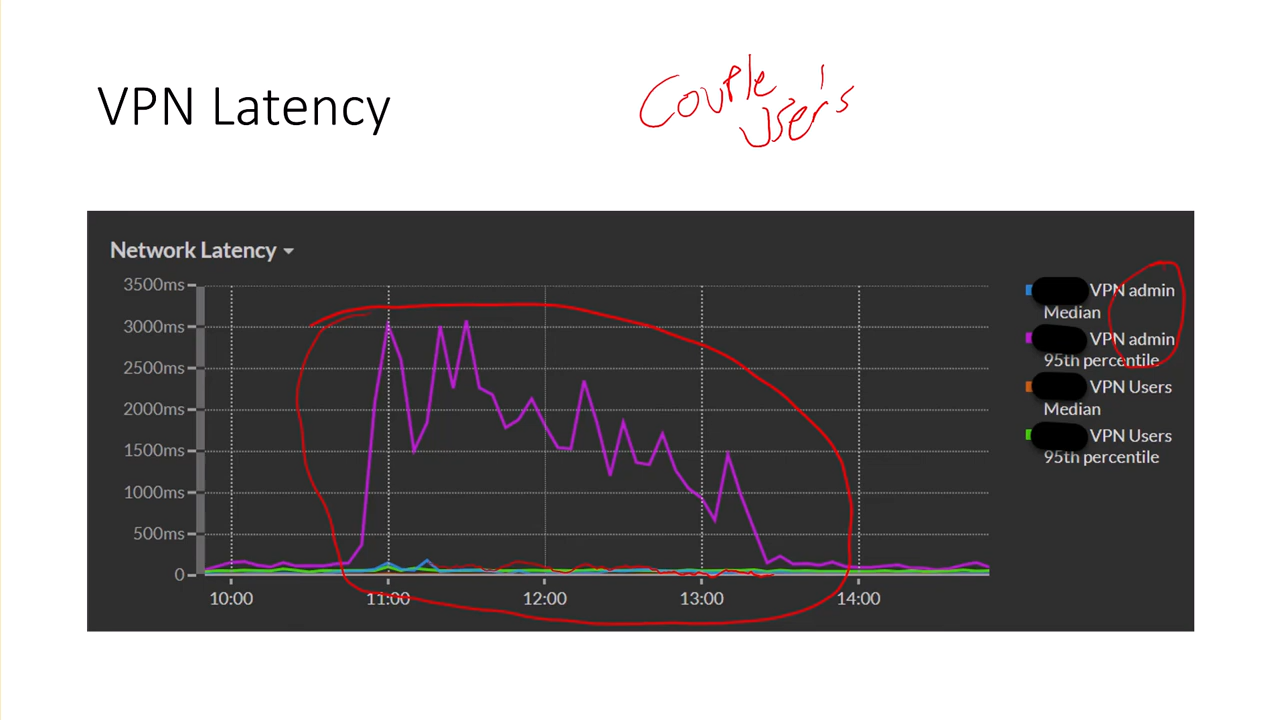 VPN Latency
Couple
User's
Network Latency
3500ms
3000ms
2500ms
2000ms
1500ms
1000ms
500ms
0
10:00
11:00
12:00
13:00
14:00
VPN admin
Median
VPN admin
95th percentile
VPN Users
Median
VPN Users
95th percentile